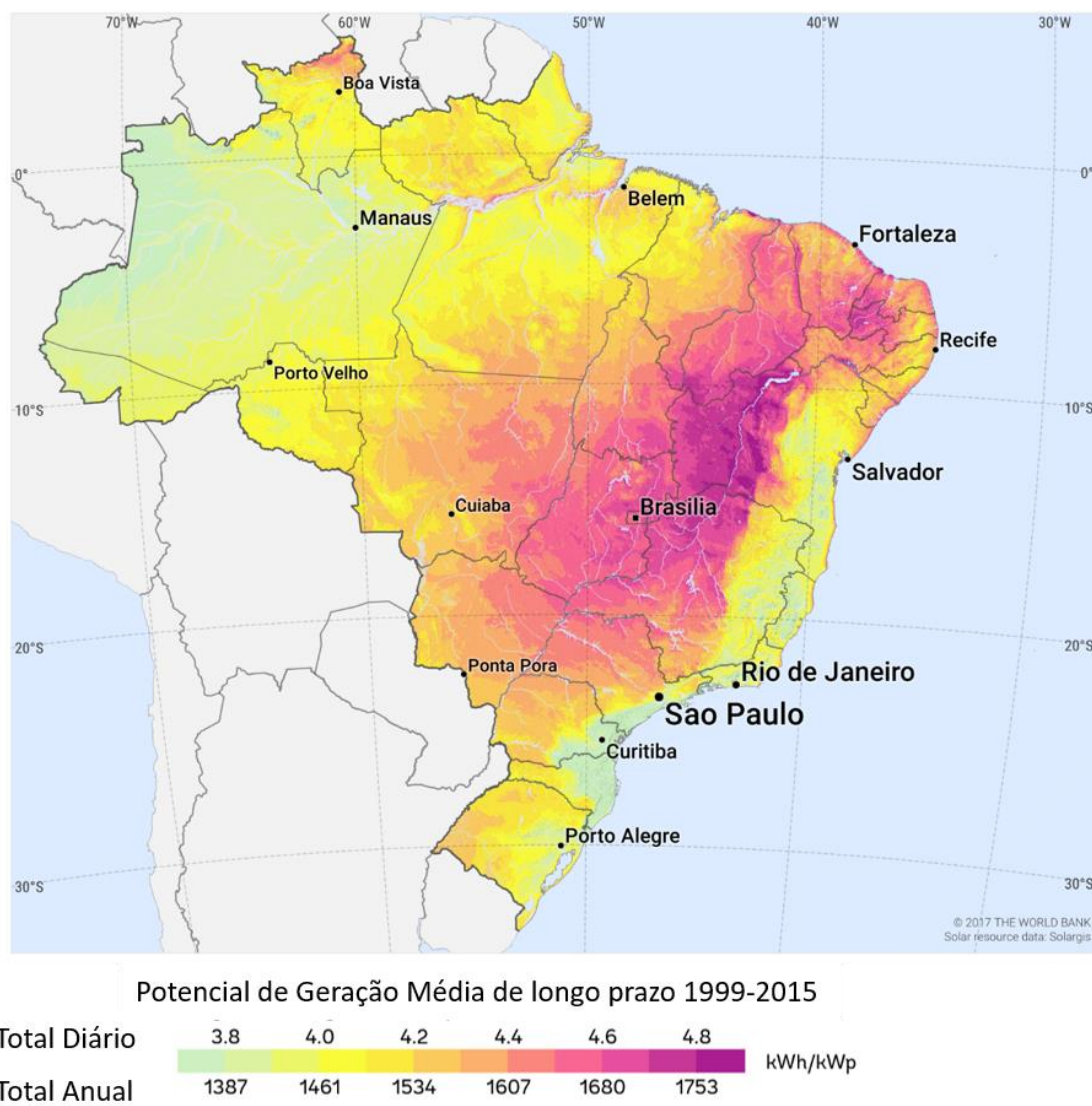 70°W 60°W 50°W 40°W 30°W
Boa Vista
0° 0°
Belem
Manaus
Fortaleza
Recife
Porto Velho
10°S 10°S
Salvador
Cuiaba
Brasilia
20°S 20°S
Ponta Pora
Rio de Janeiro
Sao Paulo
Curitiba
Porto Alegre
30°S 30°S
© 2017 THE WORLD BANK
Solar resource data: Solargis
Potencial de Geração Média de longo prazo 1999-2015
Total Diário 3.8 4.0 4.2 4.4 4.6 4.8
kWh/kWp
Total Anual 1387 1461 1534 1607 1680 1753